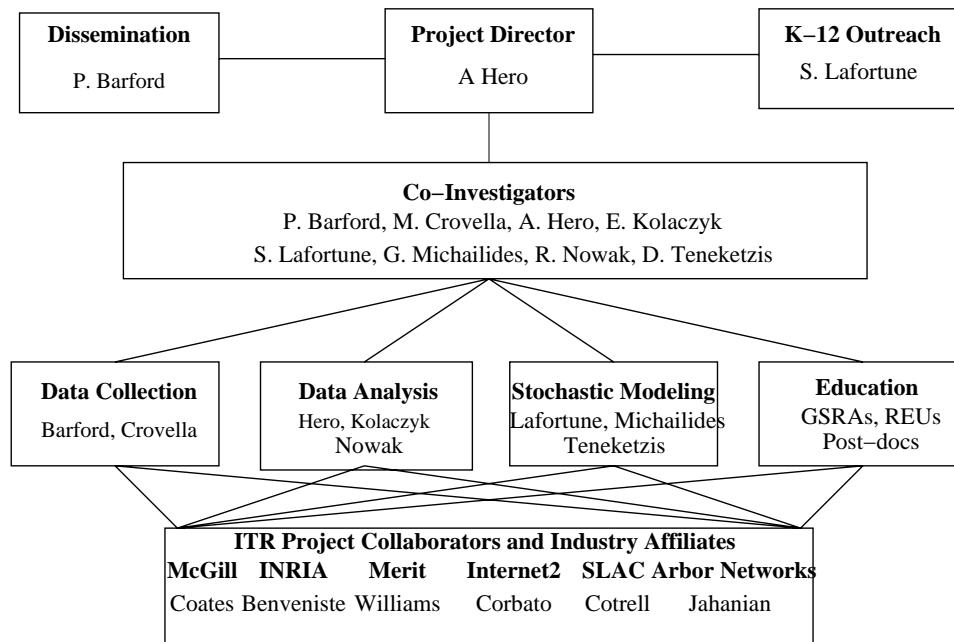 Dissemination
P. Barford
Project Director
A Hero
K−12 Outreach
S. Lafortune
Co−Investigators
P. Barford, M. Crovella, A. Hero, E. Kolaczyk
S. Lafortune, G. Michailides, R. Nowak, D. Teneketzis
Data Collection
Barford, Crovella
Data Analysis
Hero, Kolaczyk
Nowak
Stochastic Modeling
Lafortune, Michailides
Teneketzis
Education
GSRAs, REUs
Post−docs
ITR Project Collaborators and Industry Affiliates
McGill INRIA Merit Internet2 SLAC Arbor Networks
Coates Benveniste Williams Corbato Cotrell Jahanian